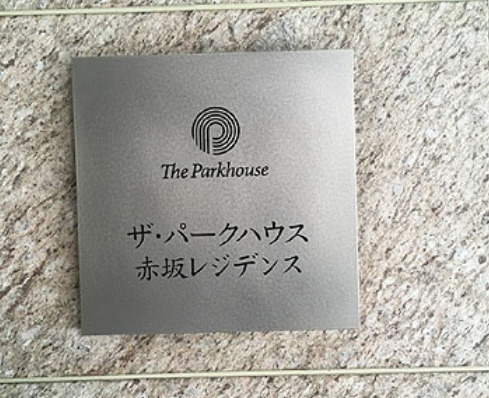 The Parkhouse
ザ・パークハウス
赤坂レジデンス